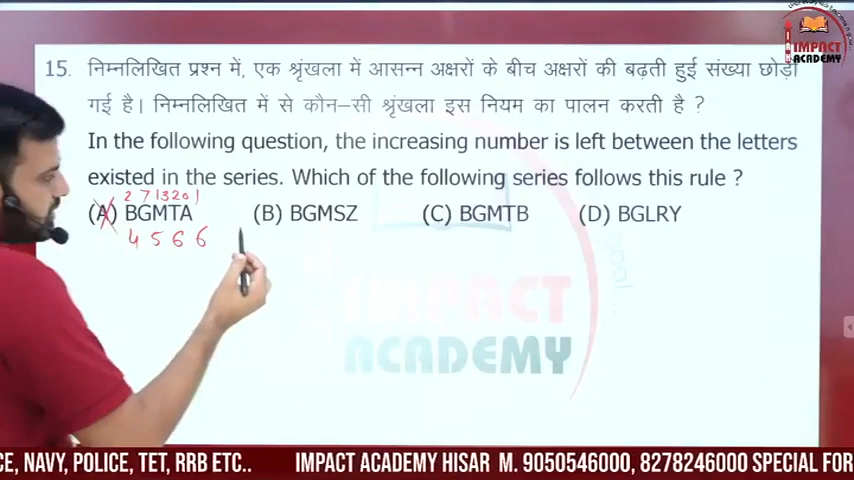 IMPACT
ACADEMY
15. निम्नलिखित प्रश्न में, एक श्रृंखला में आसन्न अक्षरों के बीच अक्षरों की बढ़ती हुई संख्या छोड़ी
गई है। निम्नलिखित में से कौन–सी श्रृंखला इस नियम का पालन करती है ?
In the following question, the increasing number is left between the letters
existed in the series. Which of the following series follows this rule ?
2 7 13 20 1
(A) BGMTA (B) BGMSZ (C) BGMTB (D) BGLRY
4 5 6 6
IMPACT
ACADEMY
CE, NAVY, POLICE, TET, RRB ETC.. IMPACT ACADEMY HISAR M. 9050546000, 8278246000 SPECIAL FOR